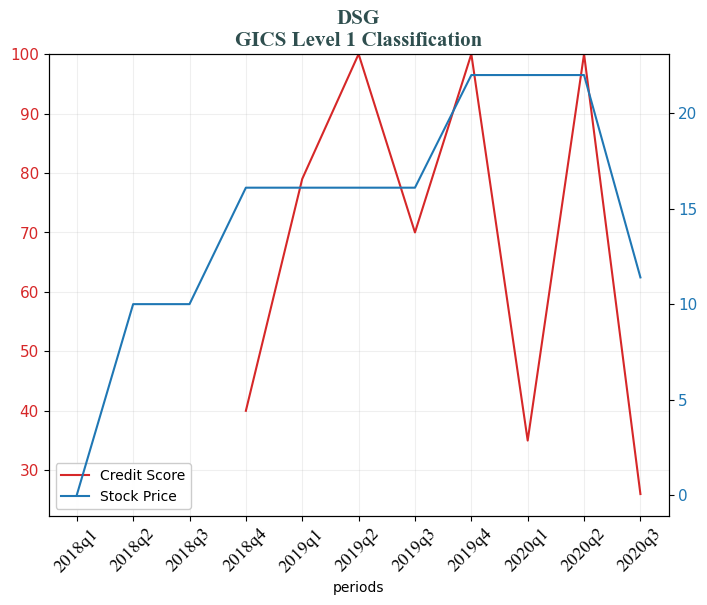 DSG
GICS Level 1 Classification
100
90
80
70
60
50
40
30
20
15
10
5
0
Credit Score
Stock Price
2018q1
2018q2
2018q3
2018q4
2019q1
2019q2
2019q3
2019q4
2020q1
2020q2
2020q3
periods